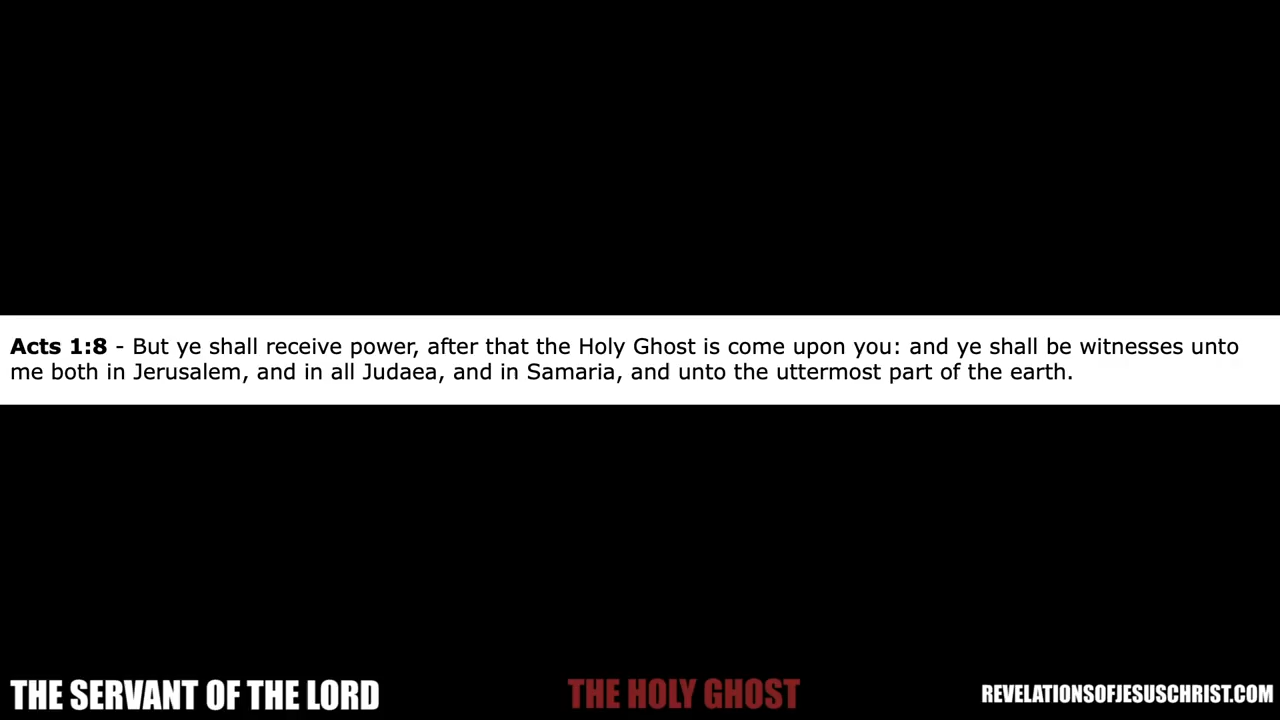 Acts 1:8 - But ye shall receive power, after that the Holy Ghost is come upon you: and ye shall be witnesses unto
me both in Jerusalem, and in all Judaea, and in Samaria, and unto the uttermost part of the earth.
THE SERVANT OF THE LORD
THE HOLY GHOST
REVELATIONSOFJESUSCHRIST.COM